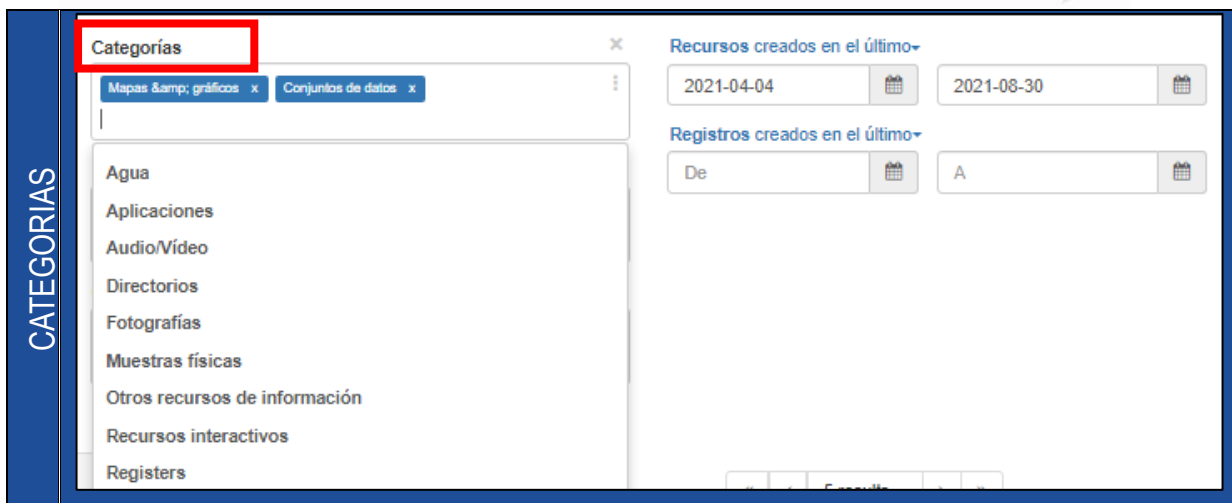 CATEGORIAS
Categorías ×
Mapas &amp; gráficos x Conjuntos de datos x
Agua
Aplicaciones
Audio/Vídeo
Directorios
Fotografías
Muestras físicas
Otros recursos de información
Recursos interactivos
Registers
Recursos creados en el último
2021-04-04 2021-08-30
Registros creados en el último
De A
5 results